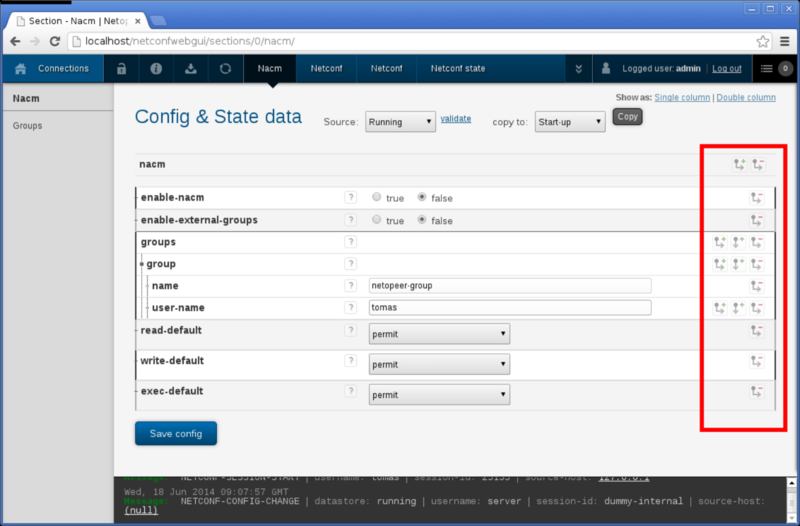 Section - Nacm | Netop
localhost/netconfwebgui/sections/0/nacm/
Connections Nacm Netconf Netconf Netconf state Logged user: admin | Log out 0
Nacm
Groups
Show as: Single column | Double column
Config & State data Source: Running validate copy to: Start-up Copy
nacm
enable-nacm ? true false
enable-external-groups ? true false
groups ?
group ?
name ? netopeer-group
user-name ? tomas
read-default ? permit
write-default ? permit
exec-default ? permit
Save config
Message: NETCONF-SESSION-START | username: tomas | session-id: | source-host: 127.0.0.1
Wed, 18 Jun 2014 09:07:57 GMT
Message: NETCONF-CONFIG-CHANGE | datastore: running | username: server | session-id: dummy-internal | source-host:
(null)